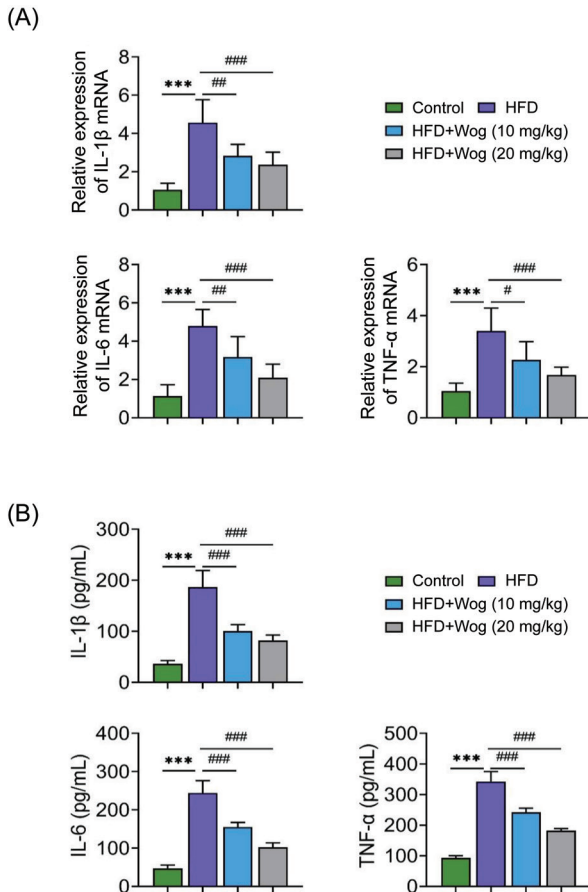 (A)
Relative expression
of IL-1β mRNA
8
6
4
2
0
***
##
###
Control
HFD
HFD+Wog (10 mg/kg)
HFD+Wog (20 mg/kg)
Relative expression
of IL-6 mRNA
8
6
4
2
0
***
##
###
Relative expression
of TNF-α mRNA
6
4
2
0
***
#
###
(B)
IL-1β (pg/mL)
300
200
100
0
***
###
###
Control
HFD
HFD+Wog (10 mg/kg)
HFD+Wog (20 mg/kg)
IL-6 (pg/mL)
400
300
200
100
0
***
###
###
TNF-α (pg/mL)
500
400
300
200
100
0
***
###
###